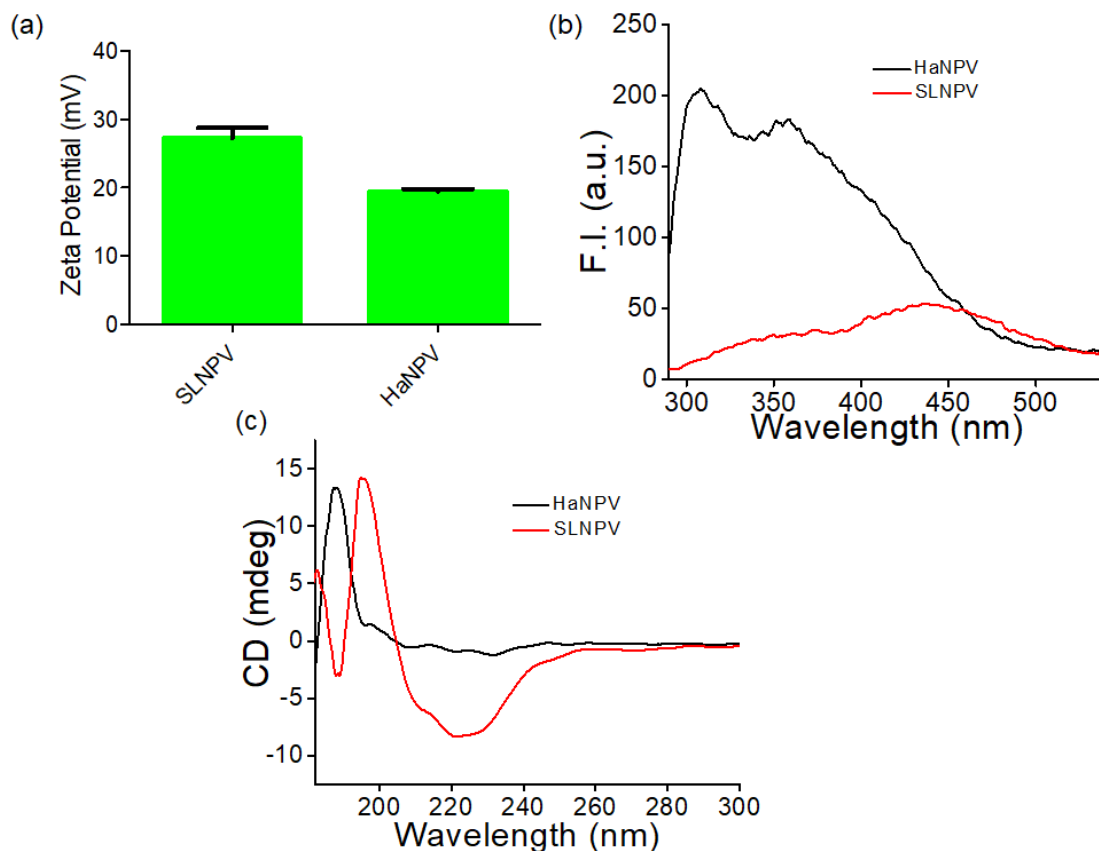 (a)
Zeta Potential (mV)
40
30
20
10
0
SLNPV
HaNPV
(b)
F.I. (a.u.)
250
200
150
100
50
0
HaNPV
SLNPV
300 350 400 450 500
Wavelength (nm)
(c)
CD (mdeg)
15
10
5
0
-5
-10
HaNPV
SLNPV
200 220 240 260 280 300
Wavelength (nm)